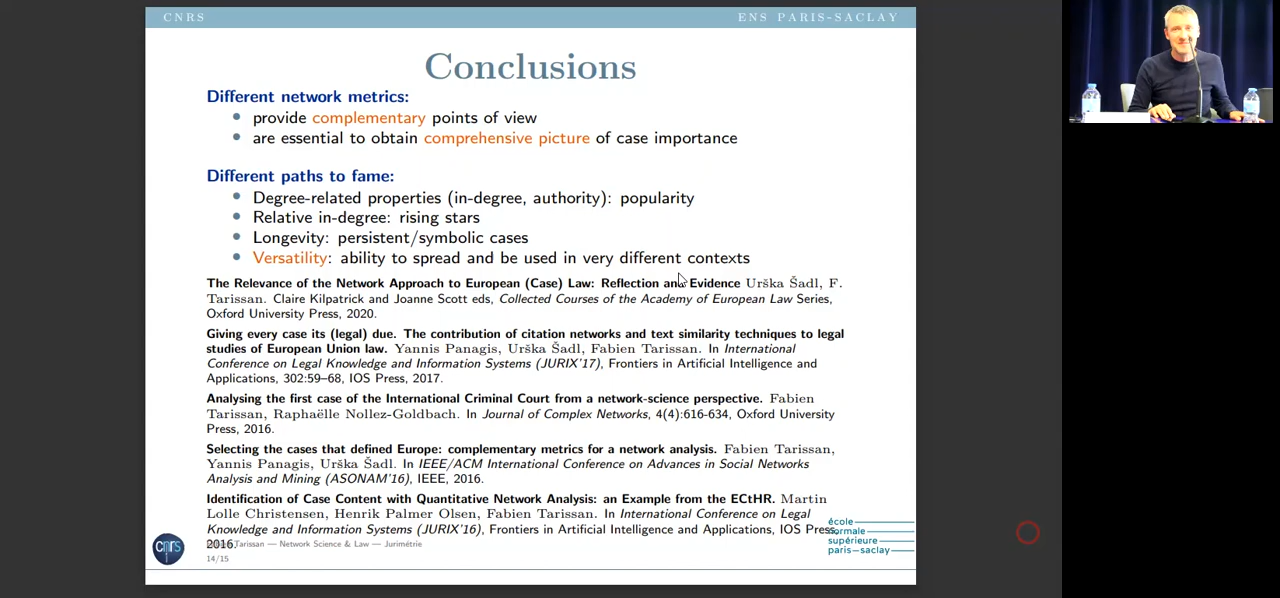 CNRS ENS PARIS-SACLAY
Conclusions
Different network metrics:
provide complementary points of view
are essential to obtain comprehensive picture of case importance
Different paths to fame:
Degree-related properties (in-degree, authority): popularity
Relative in-degree: rising stars
Longevity: persistent/symbolic cases
Versatility: ability to spread and be used in very different contexts
The Relevance of the Network Approach to European (Case) Law: Reflection and Evidence Urška Šadl, F.
Tarissan. Claire Kilpatrick and Joanne Scott eds, Collected Courses of the Academy of European Law Series,
Oxford University Press, 2020.
Giving every case its (legal) due. The contribution of citation networks and text similarity techniques to legal
studies of European Union law. Yannis Panagis, Urška Šadl, Fabien Tarissan. In International
Conference on Legal Knowledge and Information Systems (JURIX'17), Frontiers in Artificial Intelligence and
Applications, 302:59–68, IOS Press, 2017.
Analysing the first case of the International Criminal Court from a network-science perspective. Fabien
Tarissan, Raphaëlle Nollez-Goldbach. In Journal of Complex Networks, 4(4):616-634, Oxford University
Press, 2016.
Selecting the cases that defined Europe: complementary metrics for a network analysis. Fabien Tarissan,
Yannis Panagis, Urška Šadl. In IEEE/ACM International Conference on Advances in Social Networks
Analysis and Mining (ASONAM'16), IEEE, 2016.
Identification of Case Content with Quantitative Network Analysis: an Example from the ECtHR. Martin
Lolle Christensen, Henrik Palmer Olsen, Fabien Tarissan. In International Conference on Legal
Knowledge and Information Systems (JURIX'16), Frontiers in Artificial Intelligence and Applications, IOS Press,
2016.
Tarissan — Network Science & Law — Jurimétrie
14/15
cnrs
école
normale
supérieure
paris–saclay